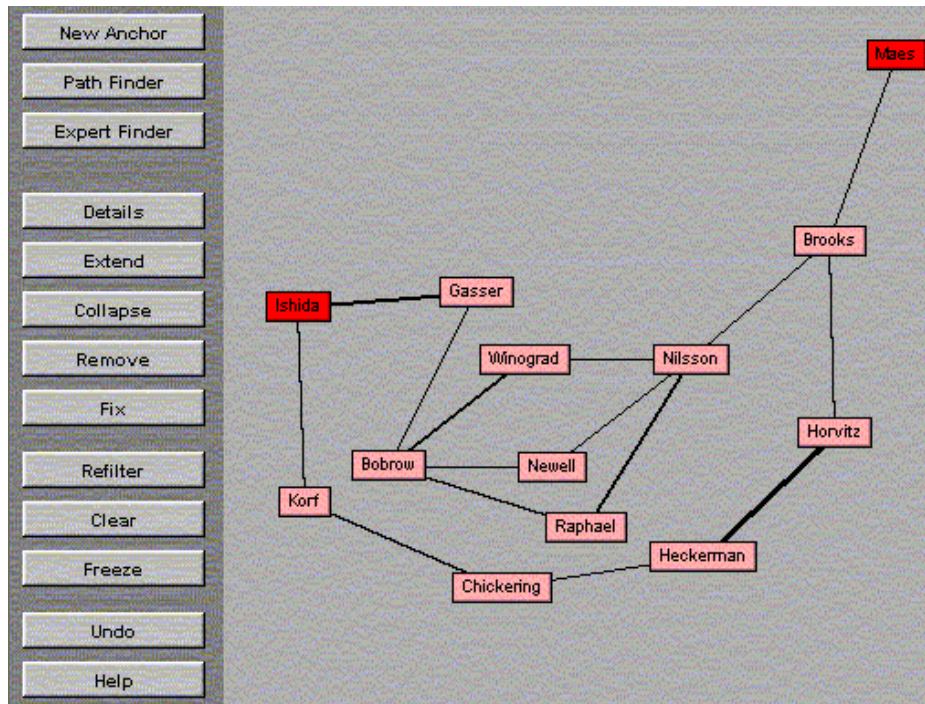 New Anchor
Path Finder
Expert Finder
Details
Extend
Collapse
Remove
Fix
Refilter
Clear
Freeze
Undo
Help
Maes
Brooks
Gasser
Ishida
Winograd
Nilsson
Horvitz
Bobrow
Newell
Korf
Raphael
Heckerman
Chickering